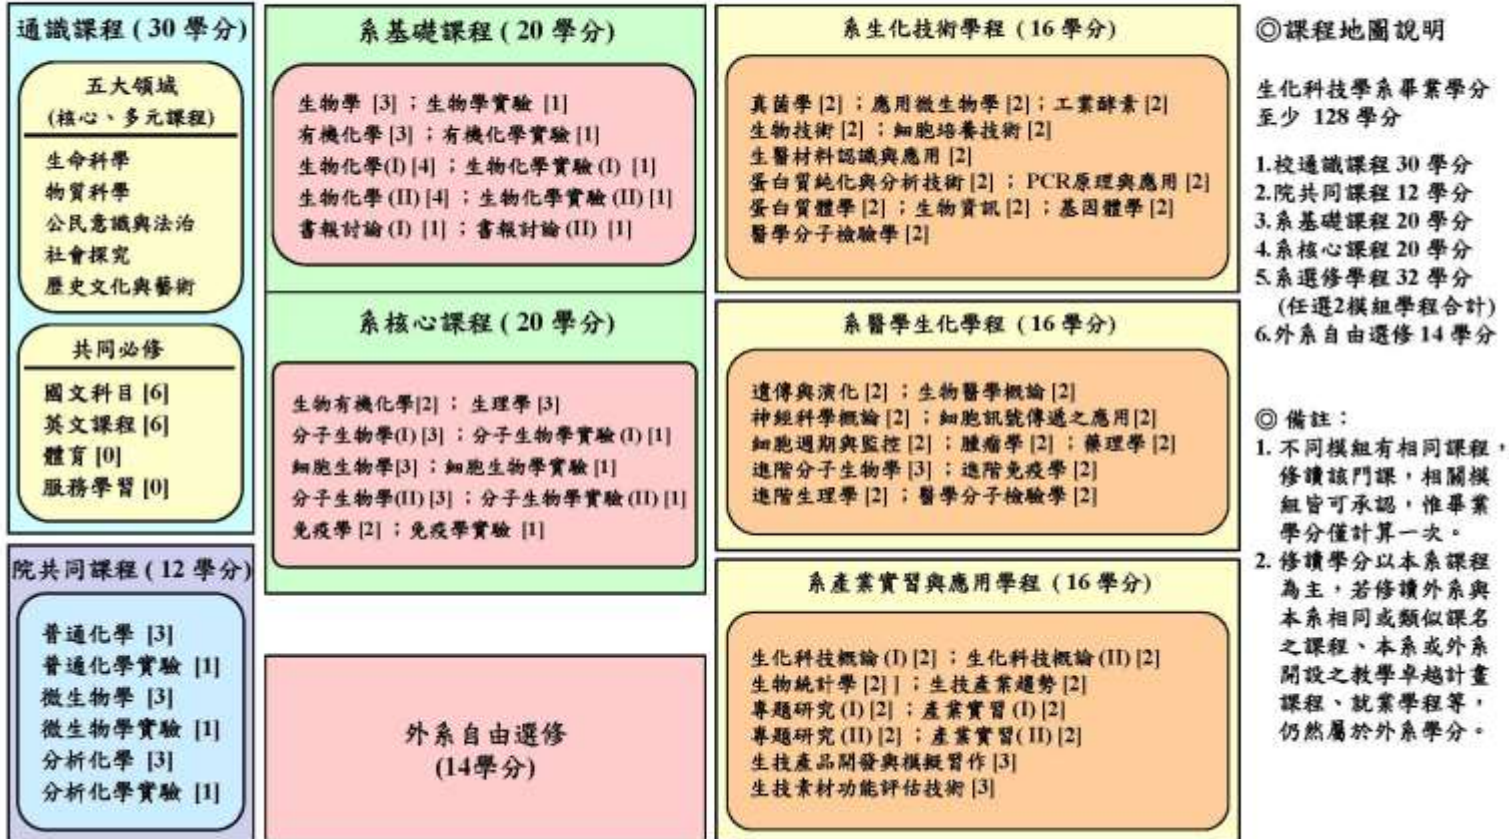 通識課程 ( 30 學分)
五大領域
(核心、多元課程)
生命科學
物質科學
公民意識與法治
社會探究
歷史文化與藝術
共同必修
國文科目 [6]
英文課程 [6]
體育 [0]
服務學習 [0]
院共同課程 ( 12 學分)
普通化學 [3]
普通化學實驗 [1]
微生物學 [3]
微生物學實驗 [1]
分析化學 [3]
分析化學實驗 [1]
系基礎課程 ( 20 學分)
生物學 [3] ；生物學實驗 [1]
有機化學 [3] ；有機化學實驗 [1]
生物化學(I) [4] ；生物化學實驗 (I) [1]
生物化學 (II) [4] ；生物化學實驗 (II) [1]
書報討論(I) [1] ；書報討論(II) [1]
系核心課程 ( 20 學分)
生物有機化學[2] ； 生理學 [3]
分子生物學(I) [3] ；分子生物學實驗 (I) [1]
細胞生物學[3] ；細胞生物學實驗 [1]
分子生物學(II) [3] ；分子生物學實驗 (II) [1]
免疫學 [2] ；免疫學實驗 [1]
外系自由選修
(14學分)
系生化技術學程 ( 16 學分)
真菌學 [2] ；應用微生物學 [2]；工業酵素 [2]
生物技術 [2] ；細胞培養技術 [2]
生醫材料認識與應用 [2]
蛋白質純化與分析技術 [2] ； PCR原理與應用 [2]
蛋白質體學 [2] ；生物資訊 [2] ；基因體學 [2]
醫學分子檢驗學 [2]
系醫學生化學程 ( 16 學分)
遺傳與演化 [2] ；生物醫學概論 [2]
神經科學概論 [2] ；細胞訊號傳遞之應用[2]
細胞週期與監控 [2] ；腫瘤學 [2] ；藥理學 [2]
進階分子生物學 [3] ；進階免疫學 [2]
進階生理學 [2] ；醫學分子檢驗學 [2]
系產業實習與應用學程 ( 16 學分)
生化科技概論 (I) [2] ；生化科技概論 (II) [2]
生物統計學 [2] ] ；生技產業趨勢 [2]
專題研究 (I) [2] ；產業實習 (I) [2]
專題研究 (II) [2] ；產業實習( II) [2]
生技產品開發與模擬習作 [3]
生技素材功能評估技術 [3]
◎課程地圖說明
生化科技學系畢業學分
至少 128 學分
1.校通識課程 30 學分
2.院共同課程 12 學分
3.系基礎課程 20 學分
4.系核心課程 20 學分
5.系選修學程 32 學分
(任選2模組學程合計)
6.外系自由選修 14 學分
◎ 備註：
1. 不同模組有相同課程，
修讀該門課，相關模
組皆可承認，惟畢業
學分僅計算一次。
2. 修讀學分以本系課程
為主，若修讀外系與
本系相同或類似課名
之課程、本系或外系
開設之教學卓越計畫
課程、就業學程等，
仍然屬於外系學分。